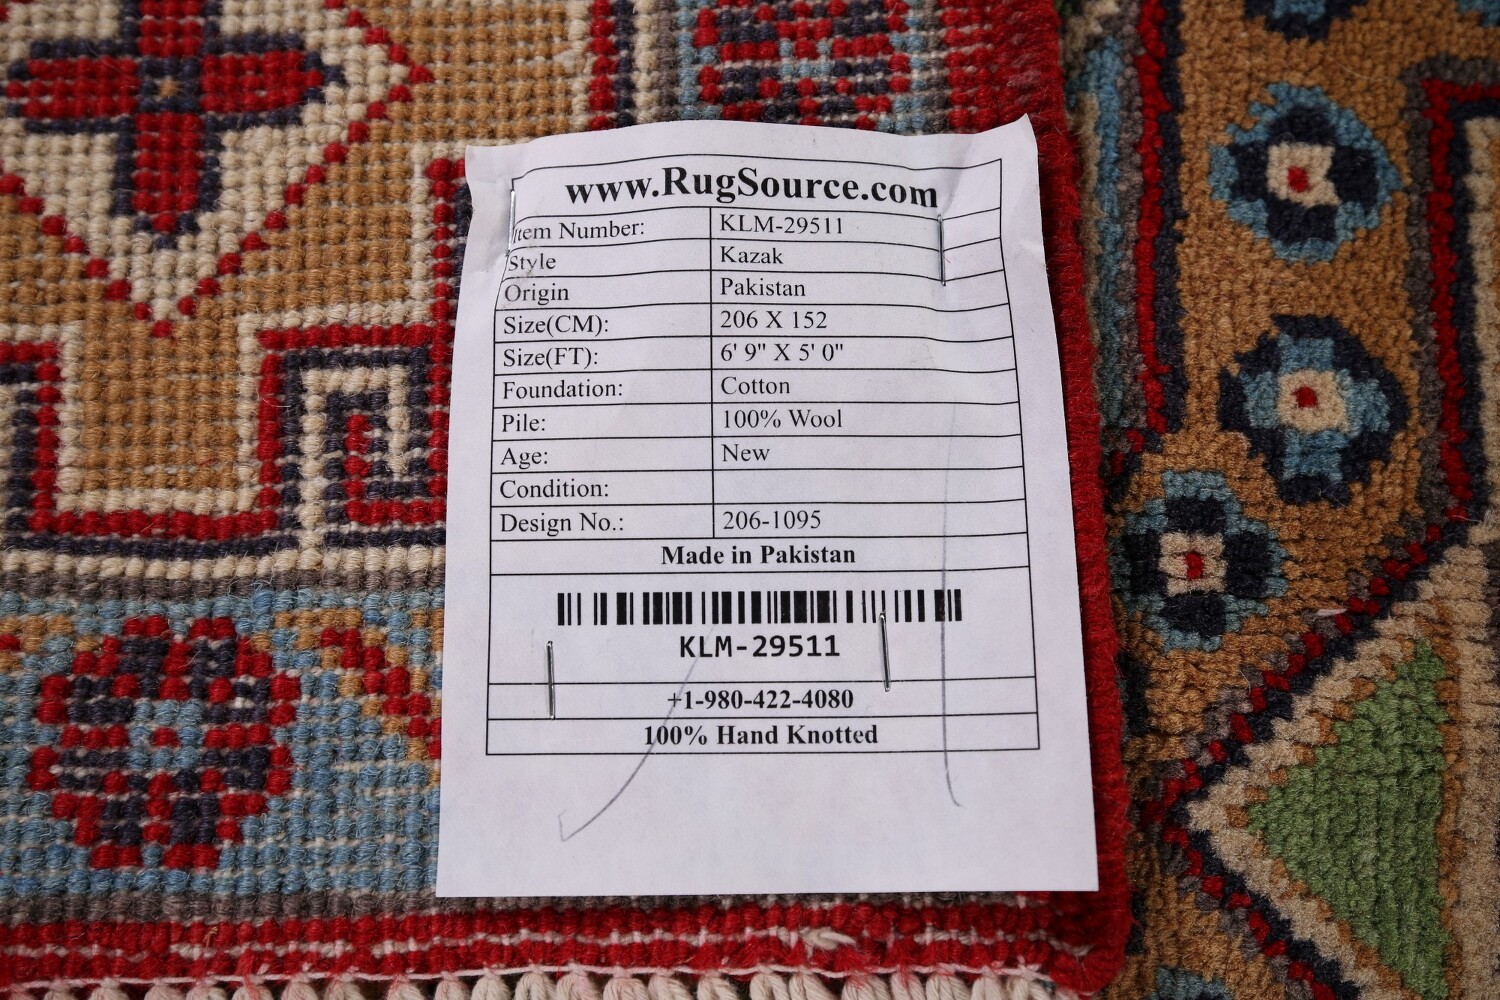 www.RugSource.com
Item Number: KLM-29511
Style Kazak
Origin Pakistan
Size(CM): 206 X 152
Size(FT): 6' 9" X 5' 0"
Foundation: Cotton
Pile: 100% Wool
Age: New
Condition:
Design No.: 206-1095
Made in Pakistan
KLM-29511
+1-980-422-4080
100% Hand Knotted